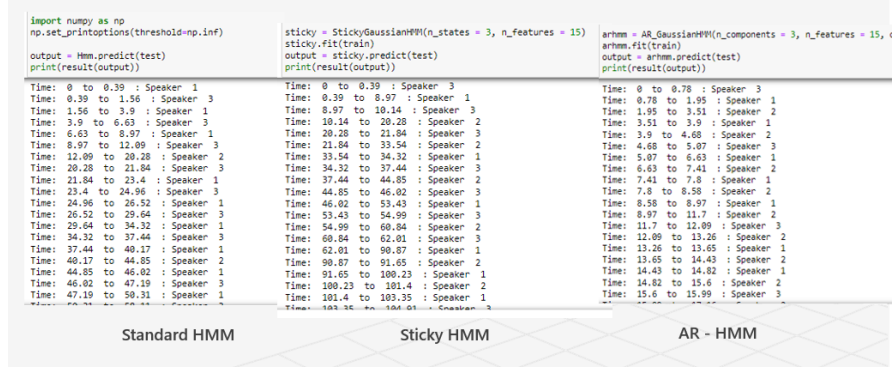 import numpy as np
np.set_printoptions(threshold=np.inf)
output = Hmm.predict(test)
print(result(output))
Time: 0 to 0.39 : Speaker 1
Time: 0.39 to 1.56 : Speaker 3
Time: 1.56 to 3.9 : Speaker 1
Time: 3.9 to 6.63 : Speaker 3
Time: 6.63 to 8.97 : Speaker 1
Time: 8.97 to 12.09 : Speaker 3
Time: 12.09 to 20.28 : Speaker 2
Time: 20.28 to 21.84 : Speaker 3
Time: 21.84 to 23.4 : Speaker 1
Time: 23.4 to 24.96 : Speaker 3
Time: 24.96 to 26.52 : Speaker 1
Time: 26.52 to 29.64 : Speaker 3
Time: 29.64 to 34.32 : Speaker 1
Time: 34.32 to 37.44 : Speaker 3
Time: 37.44 to 40.17 : Speaker 1
Time: 40.17 to 44.85 : Speaker 2
Time: 44.85 to 46.02 : Speaker 1
Time: 46.02 to 47.19 : Speaker 3
Time: 47.19 to 50.31 : Speaker 1
Standard HMM
sticky = StickyGaussianHMM(n_states = 3, n_features = 15)
sticky.fit(train)
output = sticky.predict(test)
print(result(output))
Time: 0 to 0.39 : Speaker 3
Time: 0.39 to 8.97 : Speaker 1
Time: 8.97 to 10.14 : Speaker 3
Time: 10.14 to 20.28 : Speaker 2
Time: 20.28 to 21.84 : Speaker 3
Time: 21.84 to 33.54 : Speaker 2
Time: 33.54 to 34.32 : Speaker 1
Time: 34.32 to 37.44 : Speaker 3
Time: 37.44 to 44.85 : Speaker 2
Time: 44.85 to 46.02 : Speaker 3
Time: 46.02 to 53.43 : Speaker 1
Time: 53.43 to 54.99 : Speaker 3
Time: 54.99 to 60.84 : Speaker 2
Time: 60.84 to 62.01 : Speaker 3
Time: 62.01 to 90.87 : Speaker 1
Time: 90.87 to 91.65 : Speaker 2
Time: 91.65 to 100.23 : Speaker 1
Time: 100.23 to 101.4 : Speaker 2
Time: 101.4 to 103.35 : Speaker 1
Time: 103.35 to 104.91 : Speaker 3
Sticky HMM
arhmm = AR_GaussianHMM(n_components = 3, n_features = 15,
arhmm.fit(train)
output = arhmm.predict(test)
print(result(output))
Time: 0 to 0.78 : Speaker 3
Time: 0.78 to 1.95 : Speaker 1
Time: 1.95 to 3.51 : Speaker 2
Time: 3.51 to 3.9 : Speaker 1
Time: 3.9 to 4.68 : Speaker 2
Time: 4.68 to 5.07 : Speaker 3
Time: 5.07 to 6.63 : Speaker 1
Time: 6.63 to 7.41 : Speaker 2
Time: 7.41 to 7.8 : Speaker 1
Time: 7.8 to 8.58 : Speaker 2
Time: 8.58 to 8.97 : Speaker 1
Time: 8.97 to 11.7 : Speaker 2
Time: 11.7 to 12.09 : Speaker 3
Time: 12.09 to 13.26 : Speaker 2
Time: 13.26 to 13.65 : Speaker 1
Time: 13.65 to 14.43 : Speaker 2
Time: 14.43 to 14.82 : Speaker 1
Time: 14.82 to 15.6 : Speaker 2
Time: 15.6 to 15.99 : Speaker 3
AR - HMM